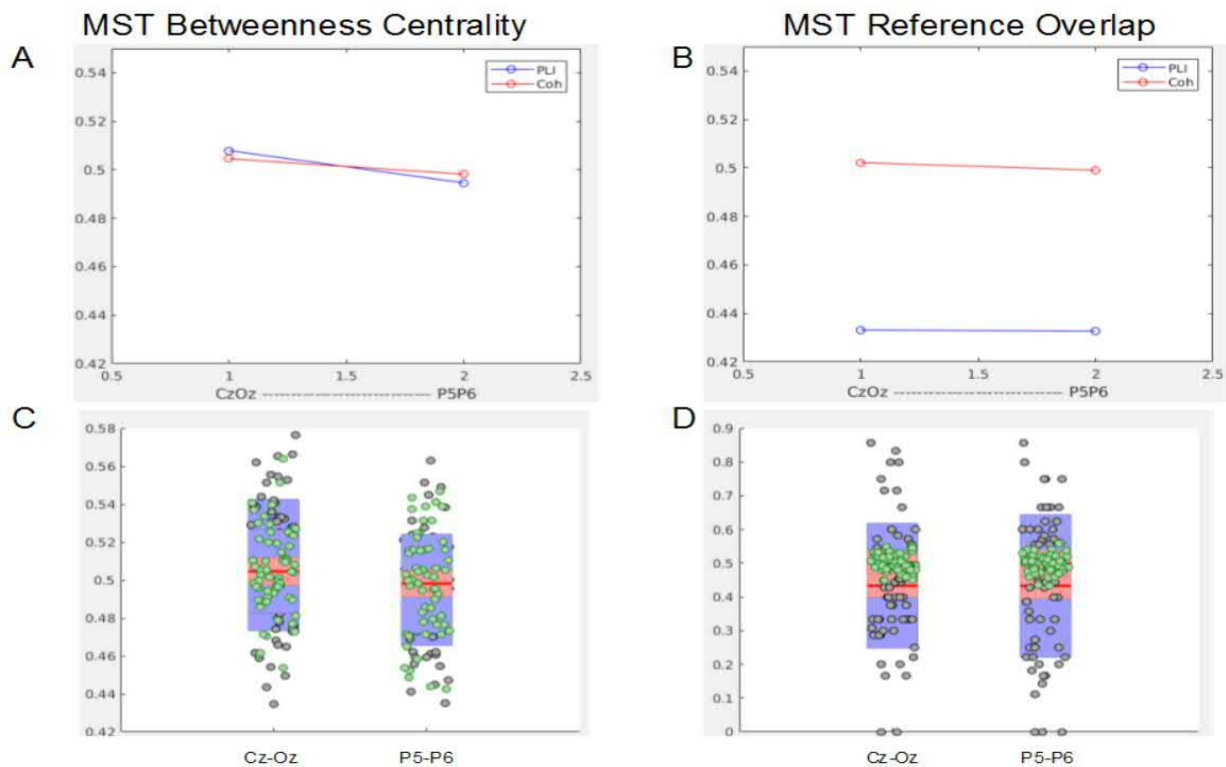 MST Betweenness Centrality
MST Reference Overlap
A
0.54
0.52
0.5
0.48
0.46
0.44
0.42
0.5
1
1.5
2
2.5
PLI
Coh
CzOz ------------------------ P5P6
B
0.54
0.52
0.5
0.48
0.46
0.44
0.42
0.5
1
1.5
2
2.5
PLI
Coh
CzOz ------------------------ P5P6
C
0.58
0.56
0.54
0.52
0.5
0.48
0.46
0.44
0.42
Cz-Oz
P5-P6
D
0.9
0.8
0.7
0.6
0.5
0.4
0.3
0.2
0.1
0
Cz-Oz
P5-P6